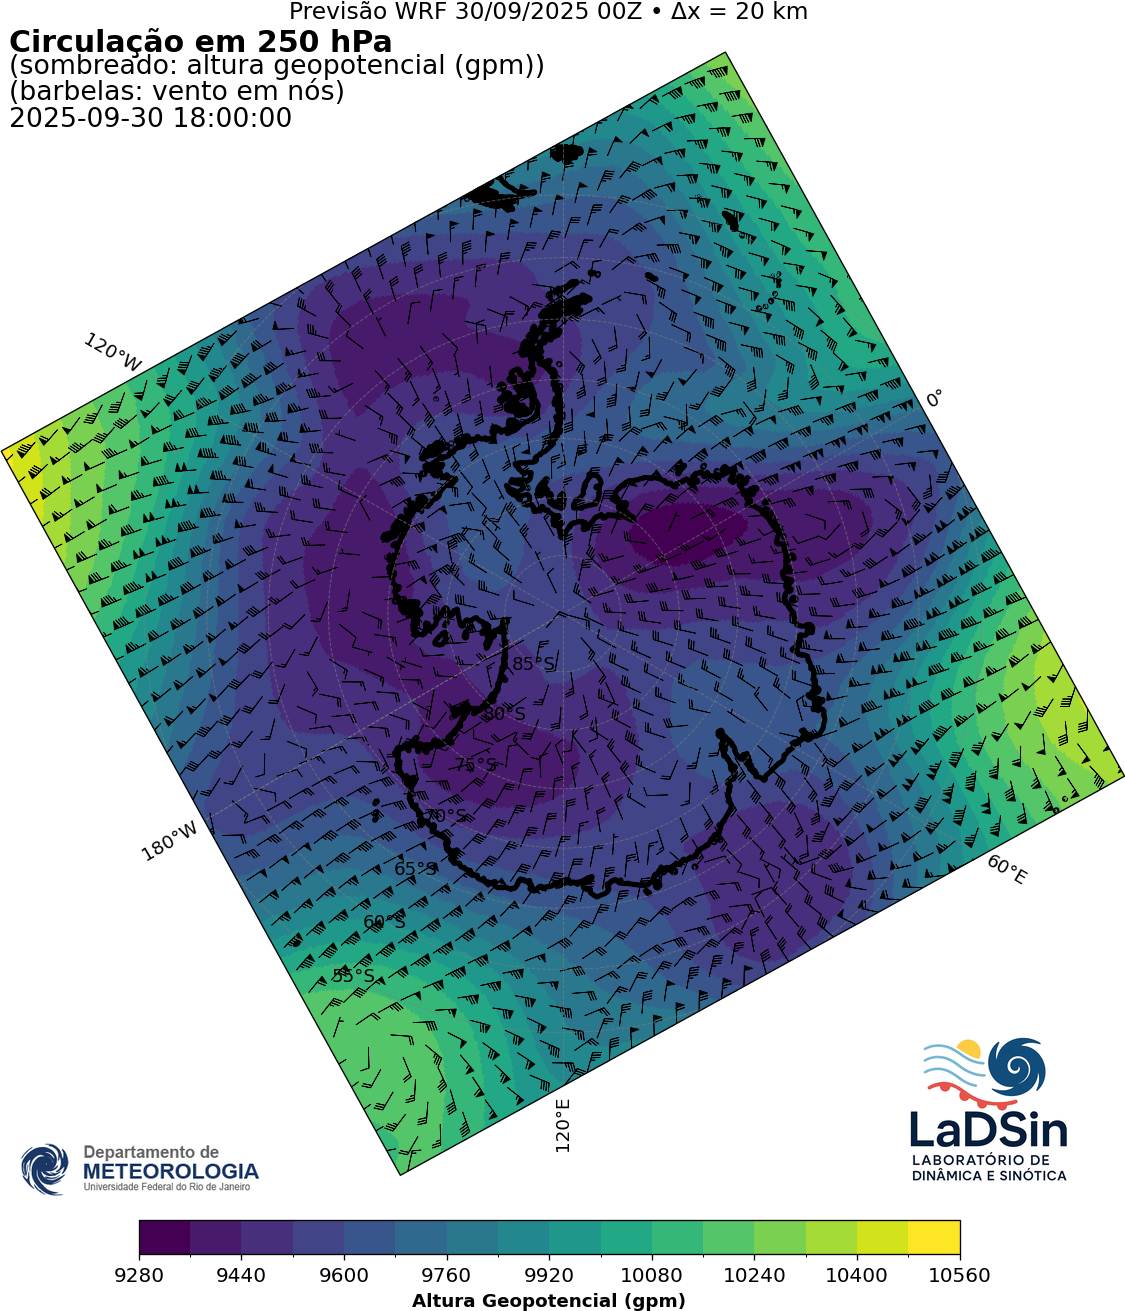 Previsão WRF 30/09/2025 00Z • Δx = 20 km
Circulação em 250 hPa
(sombreado: altura geopotencial (gpm))
(barbelas: vento em nós)
2025-09-30 18:00:00
120°W
0°
85°S
80°S
75°S
70°S
180°W
65°S
60°E
60°S
55°S
120°E
LaDSin
LABORATÓRIO DE
DINÂMICA E SINÓTICA
Departamento de
METEOROLOGIA
Universidade Federal do Rio de Janeiro
9280 9440 9600 9760 9920 10080 10240 10400 10560
Altura Geopotencial (gpm)